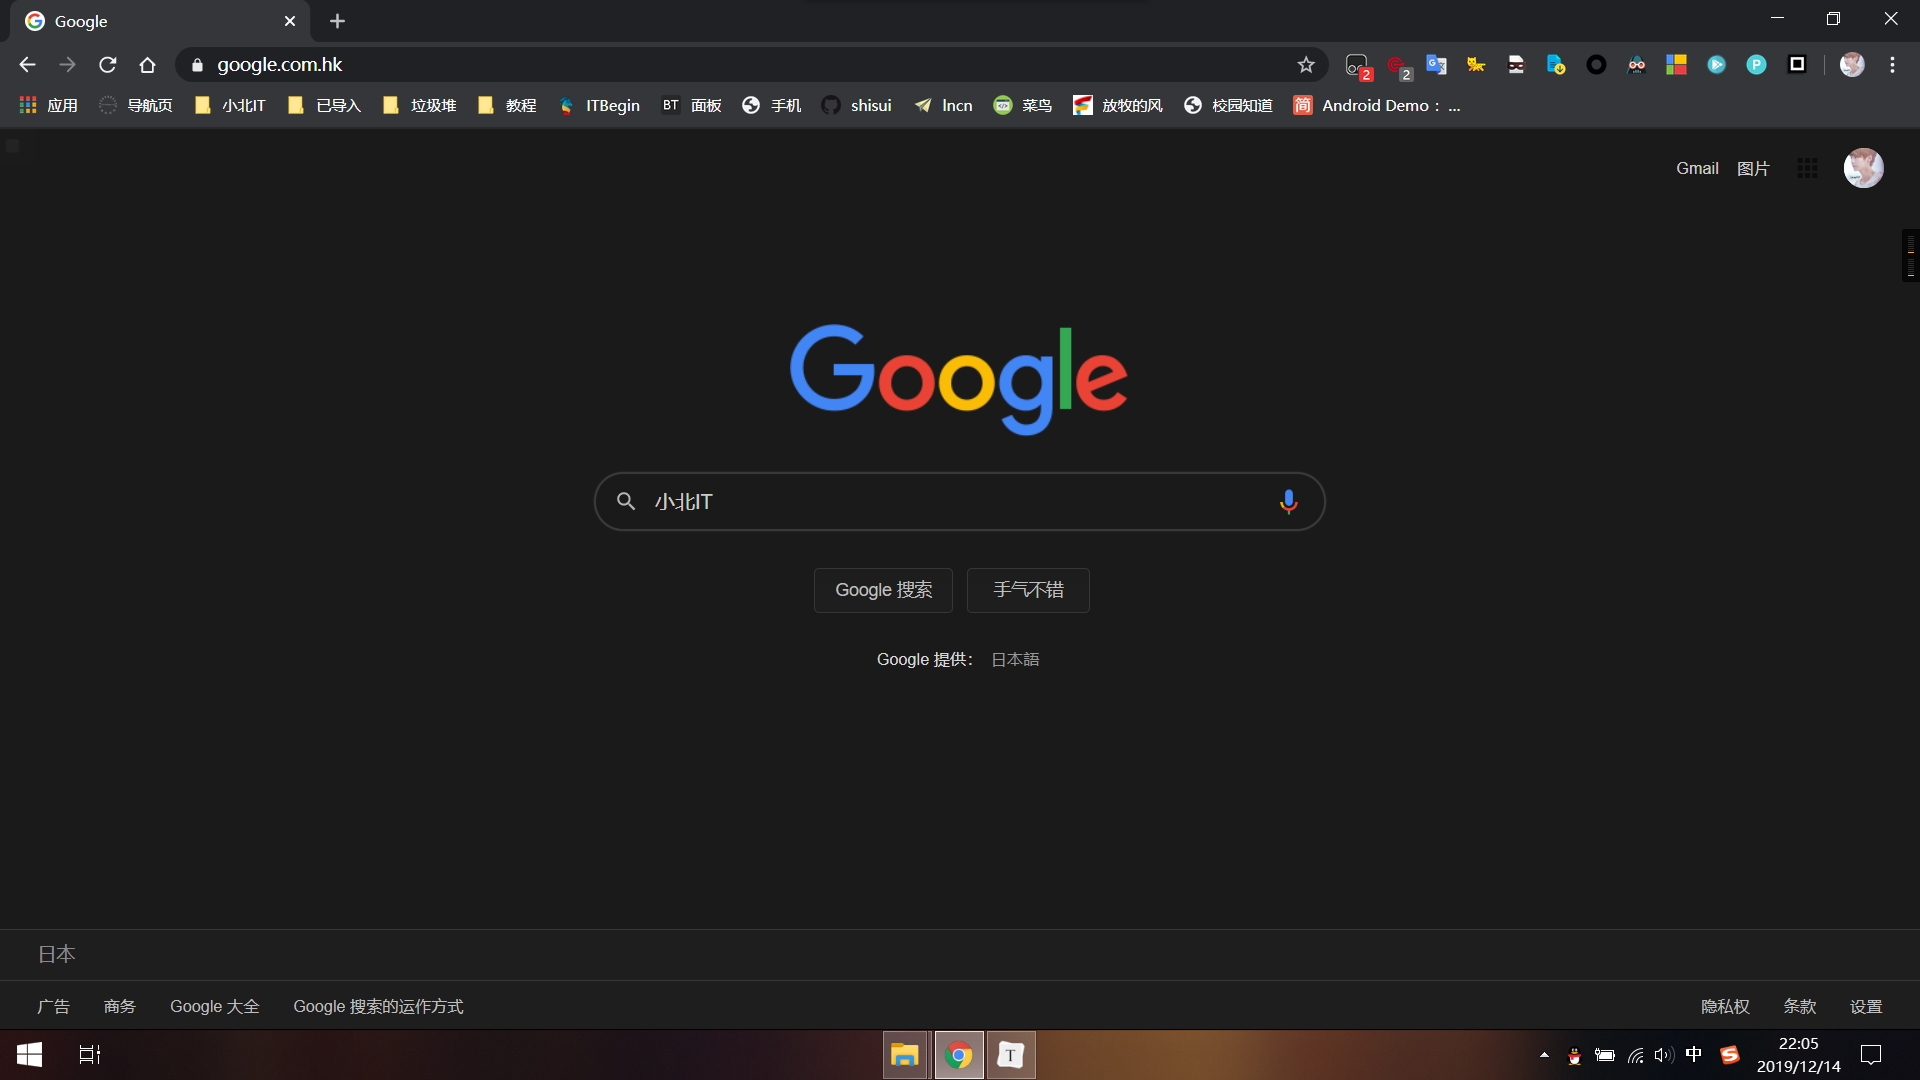 Google
google.com.hk
2
2
应用 导航页 小北IT 已导入 垃圾堆 教程 ITBegin BT 面板 手机 shisui lncn 菜鸟 放牧的风 校园知道 简 Android Demo： ...
Gmail 图片
Google
小北IT
Google 搜索 手气不错
Google 提供： 日本語
日本
广告 商务 Google 大全 Google 搜索的运作方式 隐私权 条款 设置
T
中
22:05
2019/12/14